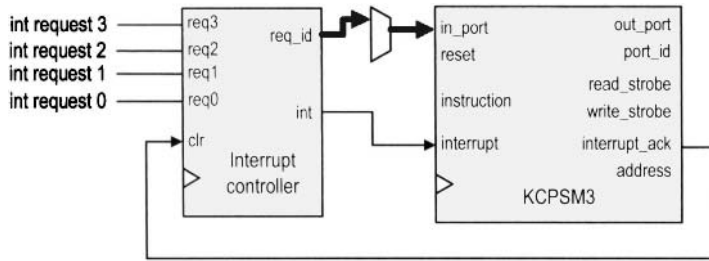 int request 3
int request 2
int request 1
int request 0
req3
req2
req1
req0
clr
req_id
int
Interrupt
controller
in_port
reset
instruction
interrupt
out_port
port_id
read_strobe
write_strobe
interrupt_ack
address
KCPSM3